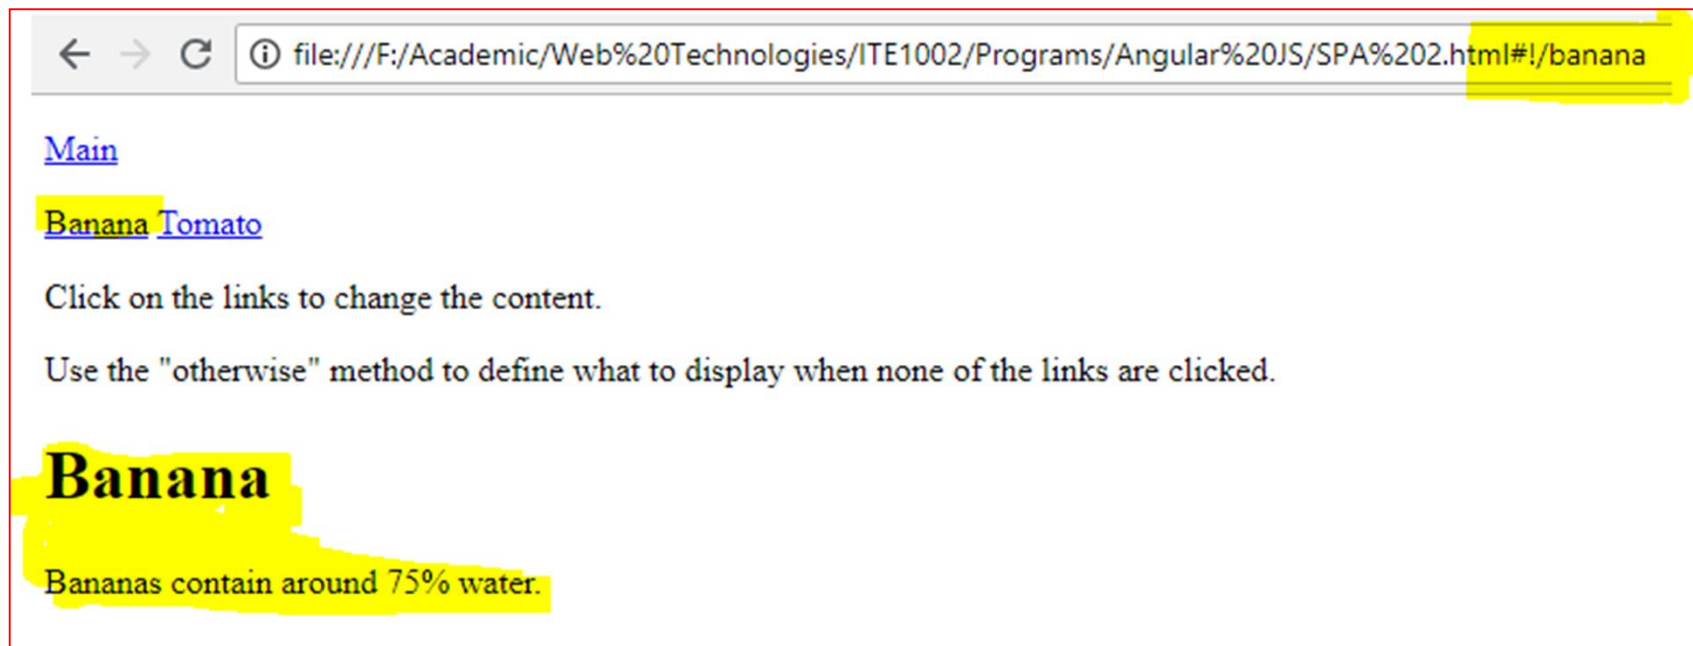 file:///F:/Academic/Web%20Technologies/ITE1002/Programs/Angular%20JS/SPA%202.html#!/banana
Main
Banana Tomato
Click on the links to change the content.
Use the "otherwise" method to define what to display when none of the links are clicked.
Banana
Bananas contain around 75% water.